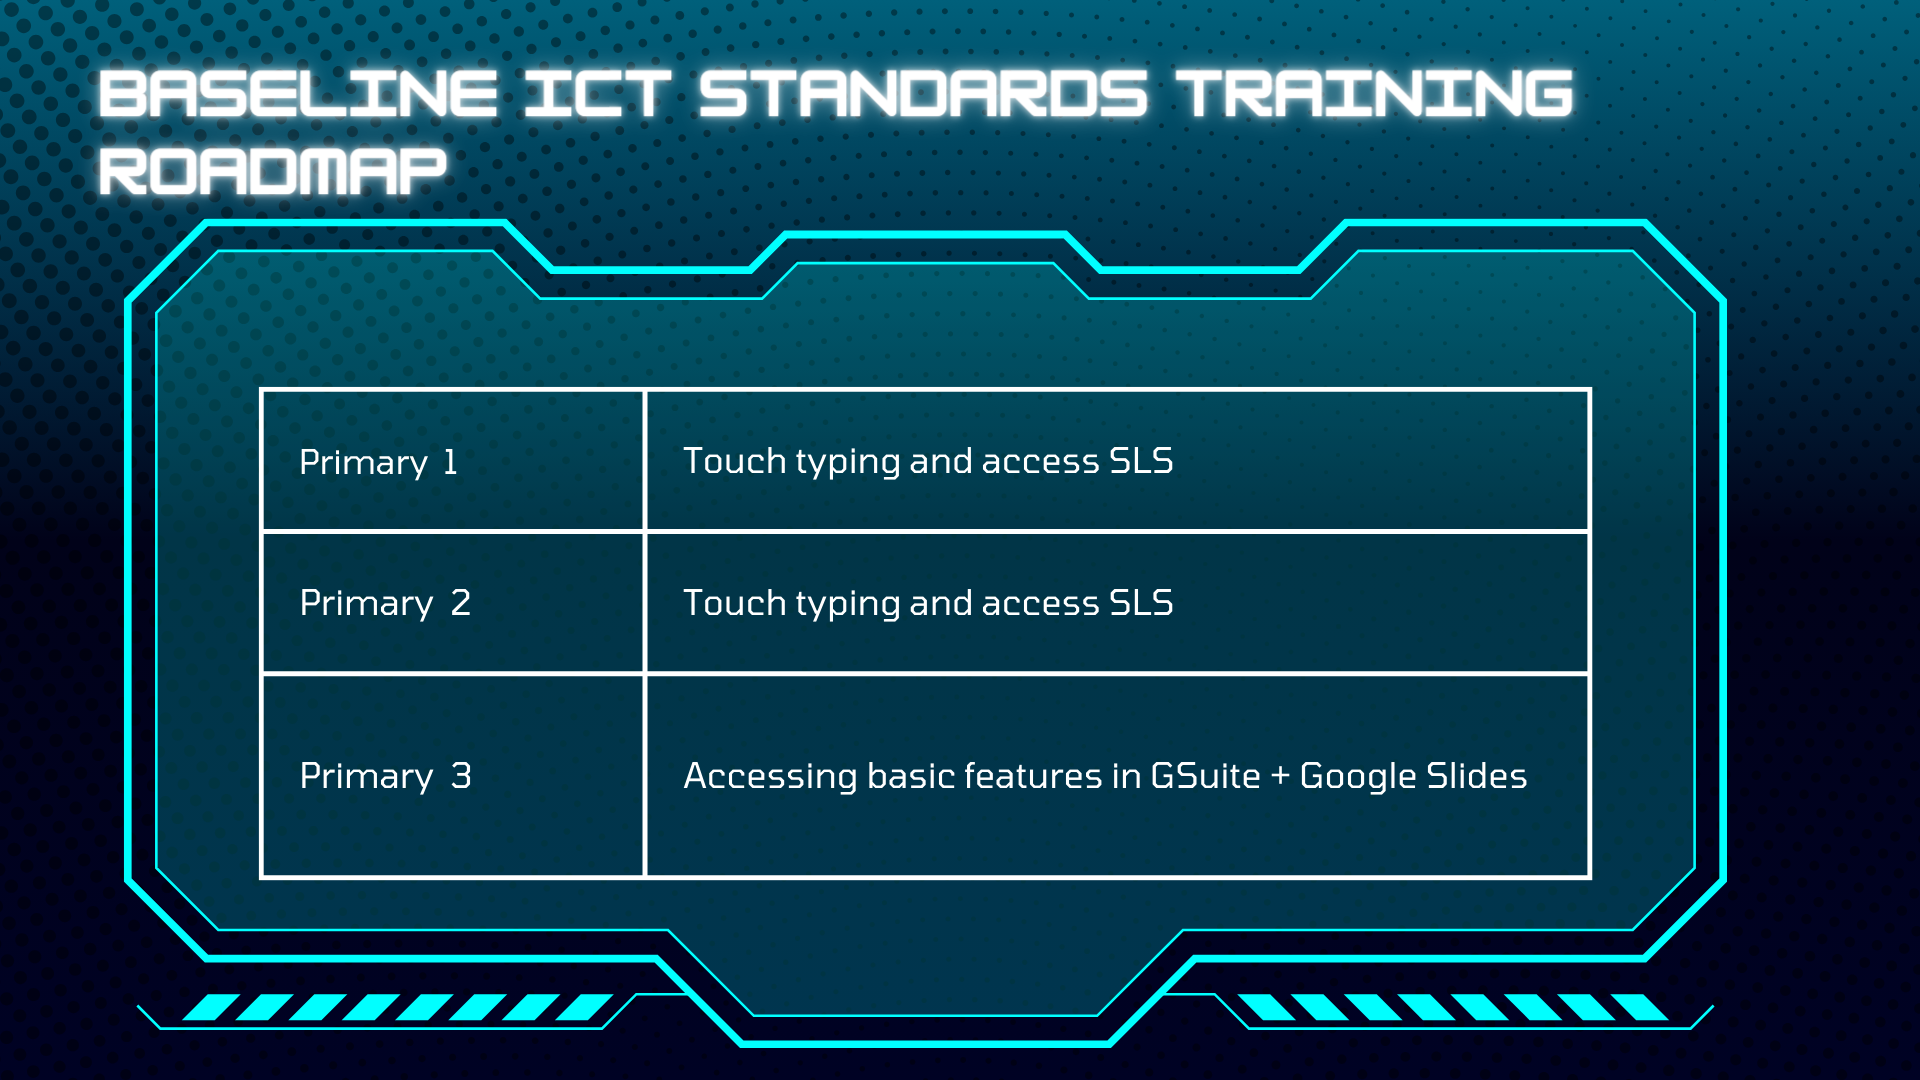 BASELINE ICT STANDARDS TRAINING
ROADMAP
Primary 1
Touch typing and access SLS
Primary 2
Touch typing and access SLS
Primary 3
Accessing basic features in GSuite + Google Slides